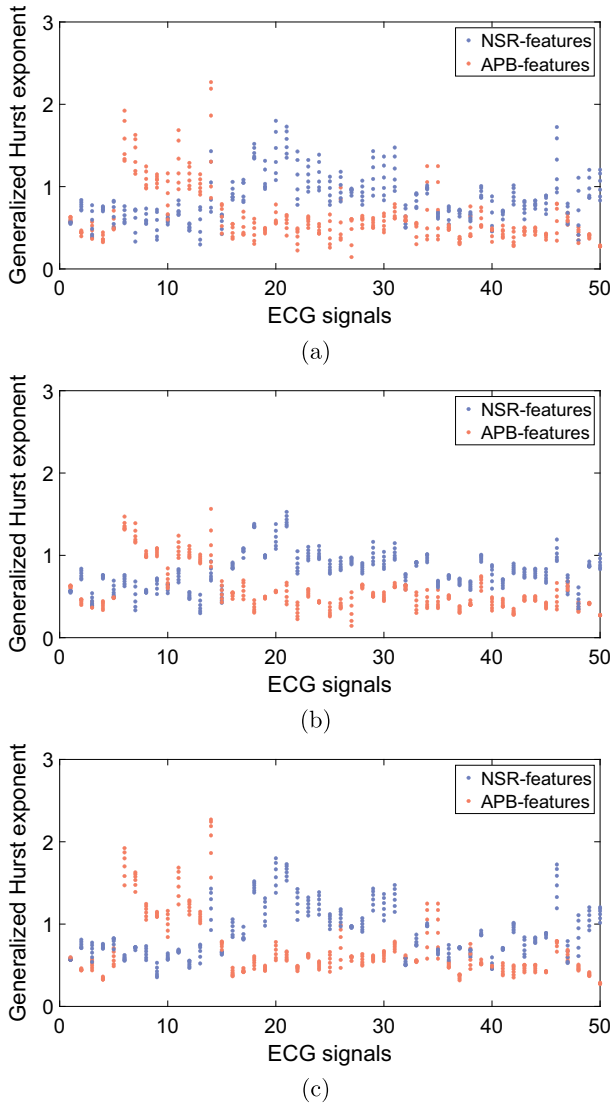 Generalized Hurst exponent
3
2
1
0
NSR-features
APB-features
0 10 20 30 40 50
ECG signals
(a)
Generalized Hurst exponent
3
2
1
0
NSR-features
APB-features
0 10 20 30 40 50
ECG signals
(b)
Generalized Hurst exponent
3
2
1
0
NSR-features
APB-features
0 10 20 30 40 50
ECG signals
(c)